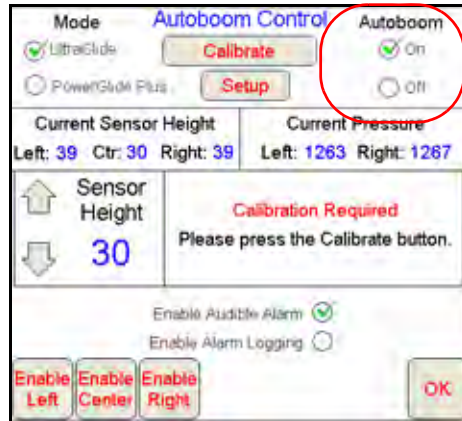 Mode
Autoboom Control
Autoboom
UltraGlide
Calibrate
On
PowerGlide Plus
Setup
Off
Current Sensor Height
Current Pressure
Left: 39 Ctr: 30 Right: 39
Left: 1263 Right: 1267
Sensor
Height
30
Calibration Required
Please press the Calibrate button.
Enable Audible Alarm
Enable Alarm Logging
Enable
Left
Enable
Center
Enable
Right
OK